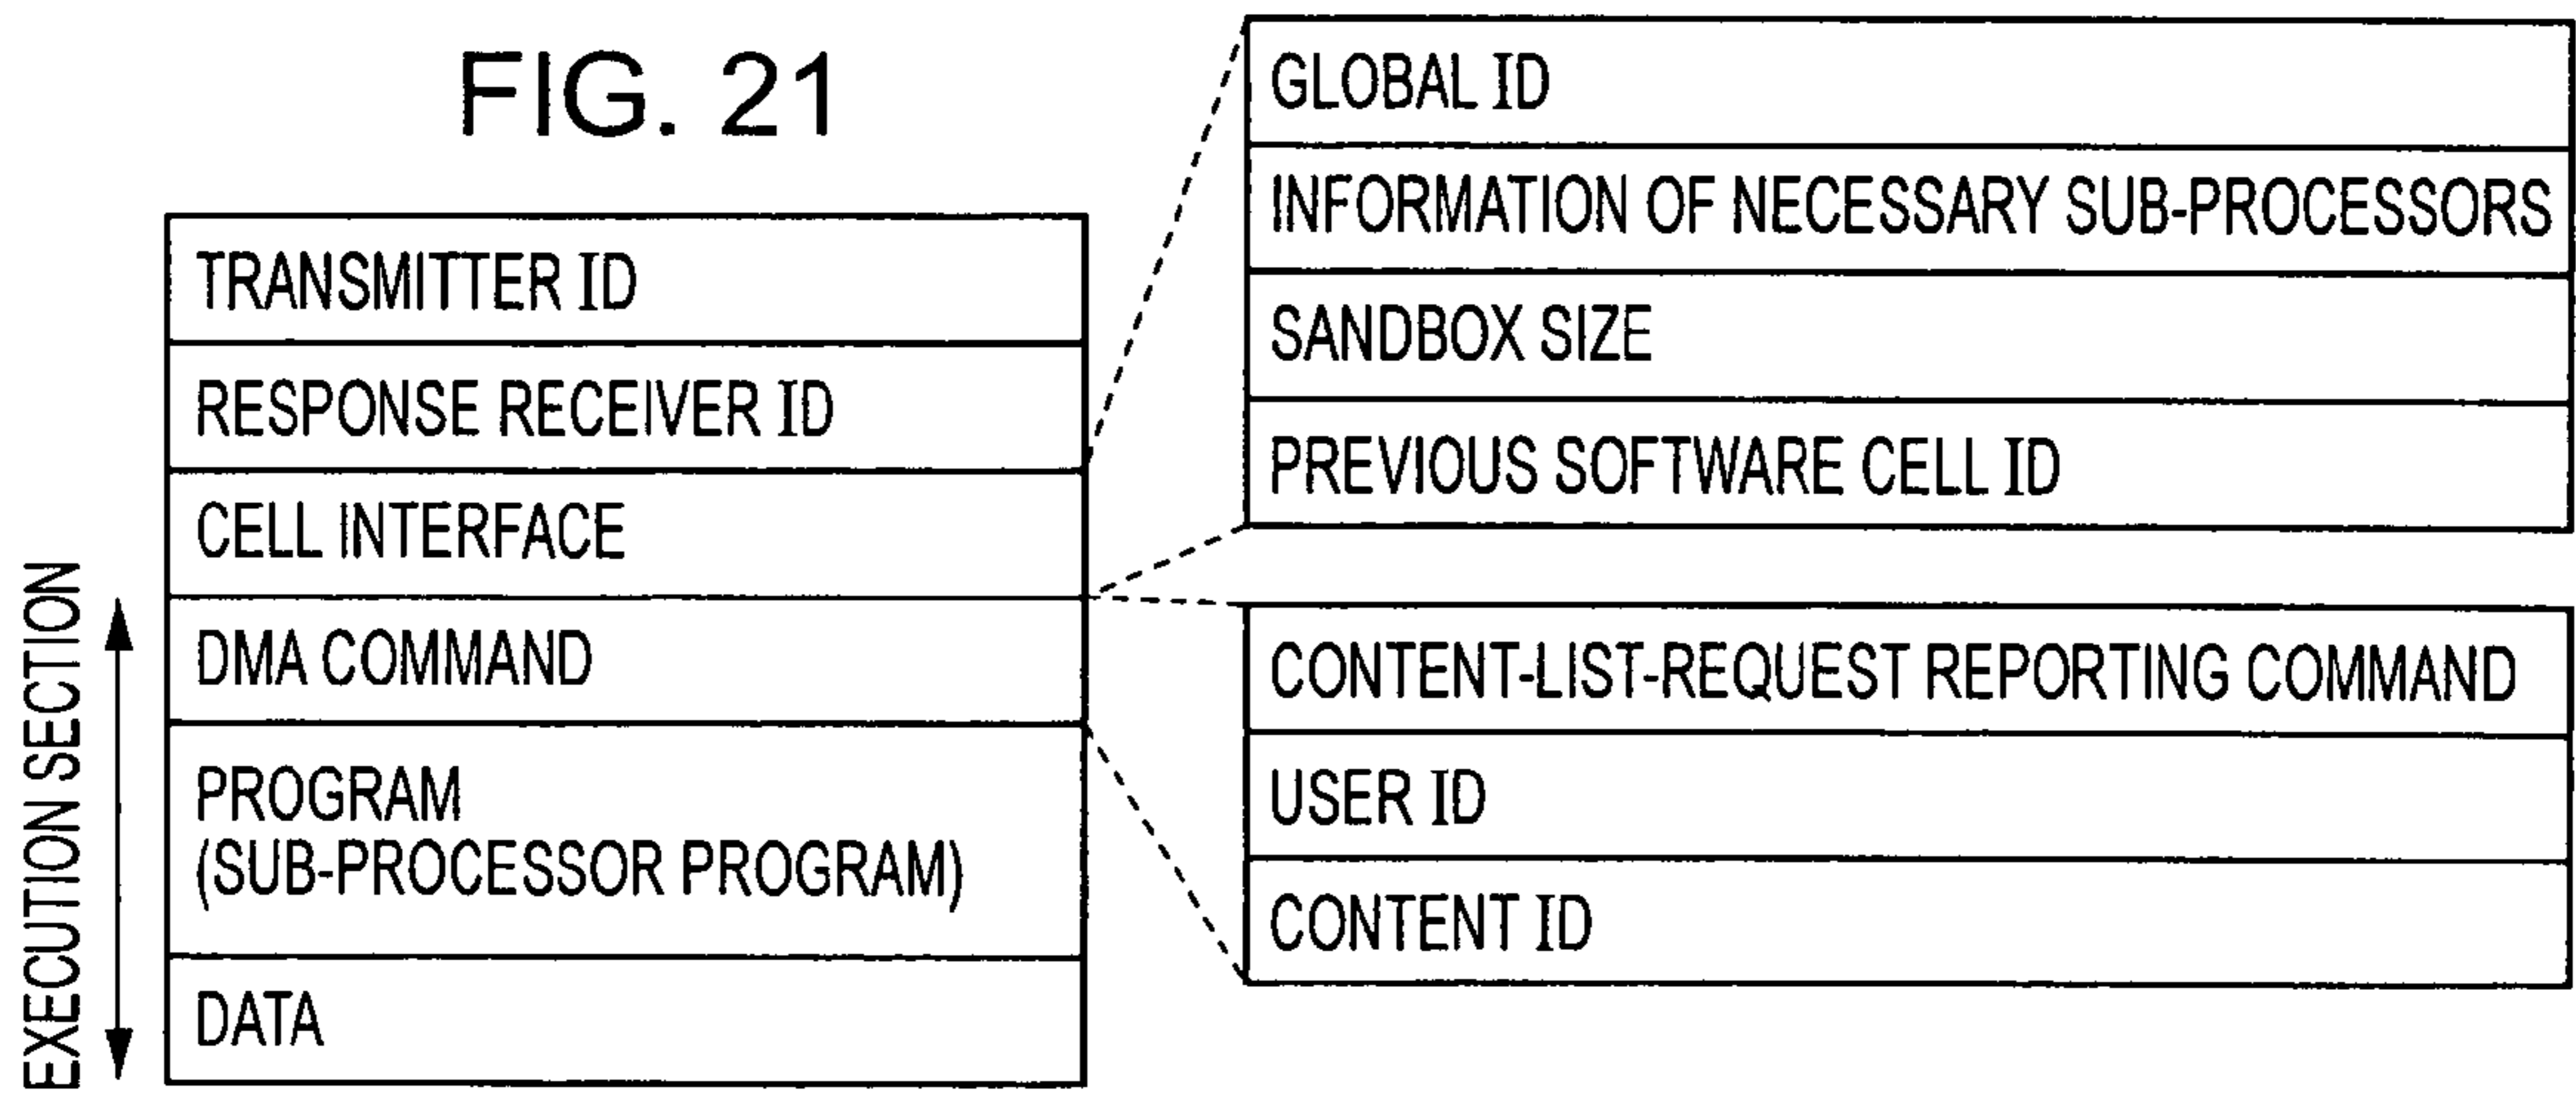 FIG. 21
TRANSMITTER ID
RESPONSE RECEIVER ID
CELL INTERFACE
DMA COMMAND
PROGRAM
(SUB-PROCESSOR PROGRAM)
DATA
EXECUTION SECTION
GLOBAL ID
INFORMATION OF NECESSARY SUB-PROCESSORS
SANDBOX SIZE
PREVIOUS SOFTWARE CELL ID
CONTENT-LIST-REQUEST REPORTING COMMAND
USER ID
CONTENT ID